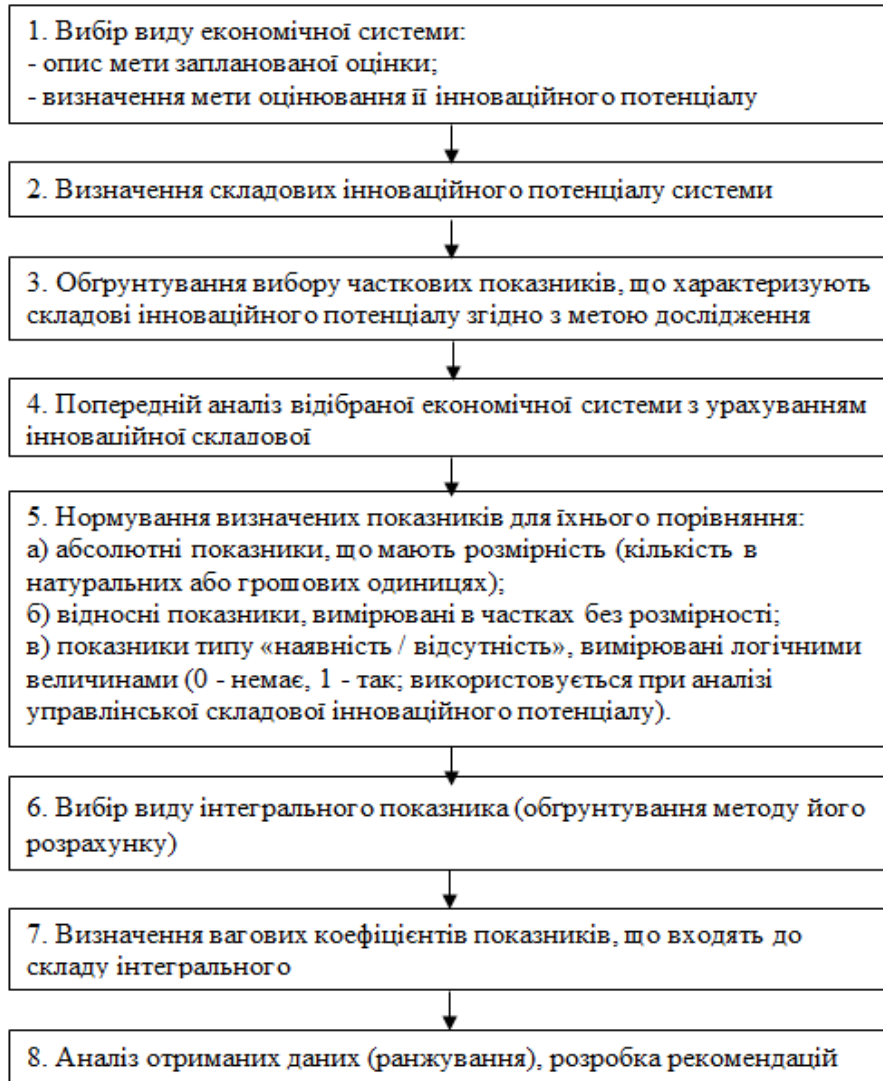 1. Вибір виду економічної системи:
- опис мети запланованої оцінки;
- визначення мети оцінювання її інноваційного потенціалу
2. Визначення складових інноваційного потенціалу системи
3. Обґрунтування вибору часткових показників, що характеризують
складові інноваційного потенціалу згідно з метою дослідження
4. Попередній аналіз відібраної економічної системи з урахуванням
інноваційної складової
5. Нормування визначених показників для їхнього порівняння:
а) абсолютні показники, що мають розмірність (кількість в
натуральних або грошових одиницях);
б) відносні показники, вимірювані в частках без розмірності;
в) показники типу «наявність / відсутність», вимірювані логічними
величинами (0 - немає, 1 - так; використовується при аналізі
управлінської складової інноваційного потенціалу).
6. Вибір виду інтегрального показника (обґрунтування методу його
розрахунку)
7. Визначення вагових коефіцієнтів показників, що входять до
складу інтегрального
8. Аналіз отриманих даних (ранжування), розробка рекомендацій